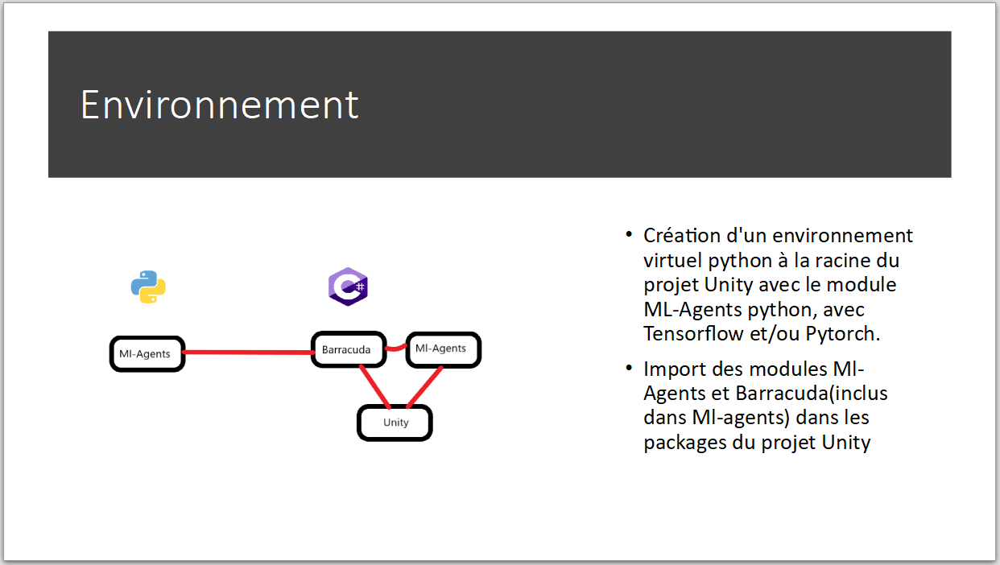 Environnement
Ml-Agents
Barracuda
Ml-Agents
Unity
• Création d'un environnement
virtuel python à la racine du
projet Unity avec le module
ML-Agents python, avec
Tensorflow et/ou Pytorch.
• Import des modules Ml-
Agents et Barracuda(inclus
dans Ml-agents) dans les
packages du projet Unity